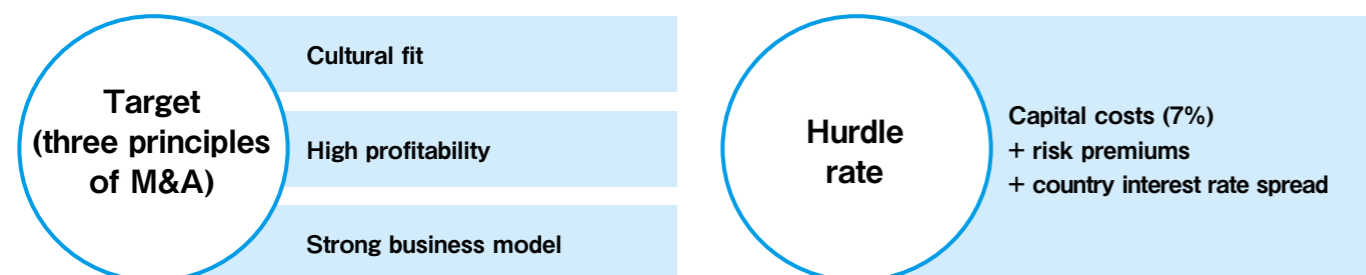 Target
(three principles
of M&A)
Cultural fit
High profitability
Strong business model
Hurdle
rate
Capital costs (7%)
+ risk premiums
+ country interest rate spread